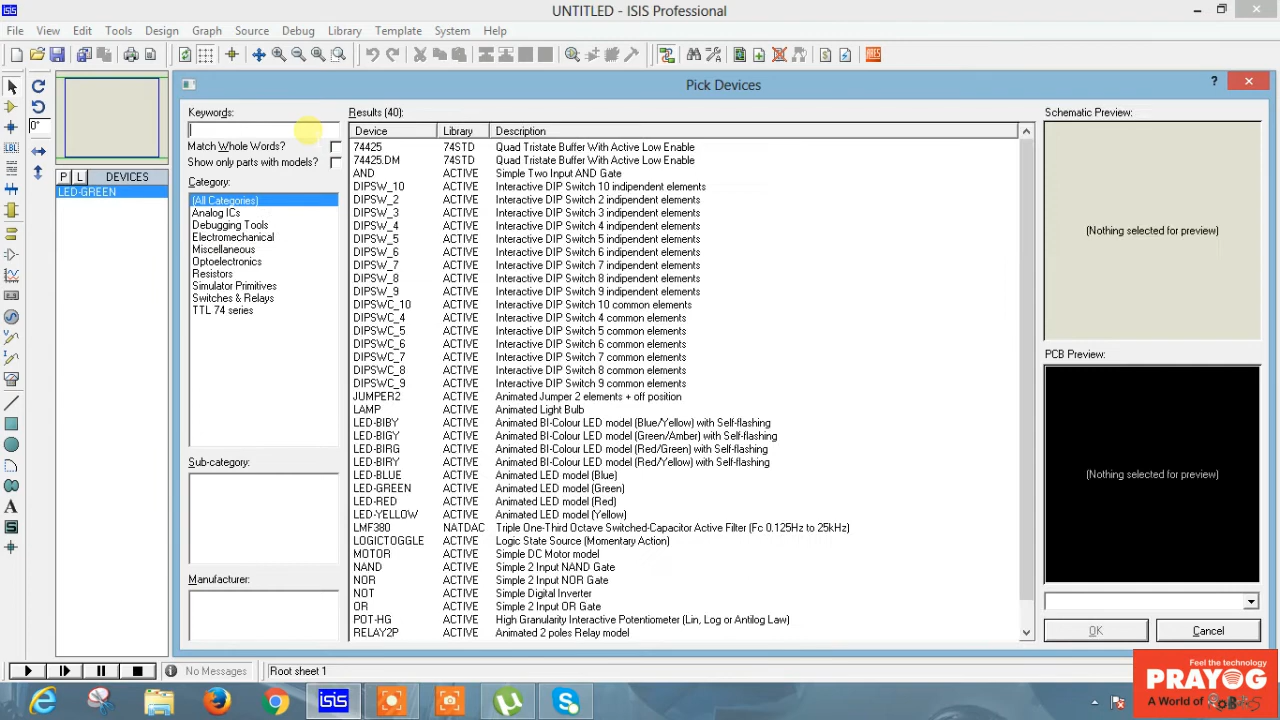 UNTITLED - ISIS Professional
File View Edit Tools Design Graph Source Debug Library Template System Help
Pick Devices
Keywords:
Match Whole Words?
Show only parts with models?
Category:
(All Categories)
Analog ICs
Debugging Tools
Electromechanical
Miscellaneous
Optoelectronics
Resistors
Simulator Primitives
Switches & Relays
TTL 74 series
Sub-category:
Manufacturer:
0°
P L DEVICES
LED-GREEN
Results (40):
Device Library Description
74425 74STD Quad Tristate Buffer With Active Low Enable
74425.DM 74STD Quad Tristate Buffer With Active Low Enable
AND ACTIVE Simple Two Input AND Gate
DIPSW_10 ACTIVE Interactive DIP Switch 10 indipendent elements
DIPSW_2 ACTIVE Interactive DIP Switch 2 indipendent elements
DIPSW_3 ACTIVE Interactive DIP Switch 3 indipendent elements
DIPSW_4 ACTIVE Interactive DIP Switch 4 indipendent elements
DIPSW_5 ACTIVE Interactive DIP Switch 5 indipendent elements
DIPSW_6 ACTIVE Interactive DIP Switch 6 indipendent elements
DIPSW_7 ACTIVE Interactive DIP Switch 7 indipendent elements
DIPSW_8 ACTIVE Interactive DIP Switch 8 indipendent elements
DIPSW_9 ACTIVE Interactive DIP Switch 9 indipendent elements
DIPSWC_10 ACTIVE Interactive DIP Switch 10 common elements
DIPSWC_4 ACTIVE Interactive DIP Switch 4 common elements
DIPSWC_5 ACTIVE Interactive DIP Switch 5 common elements
DIPSWC_6 ACTIVE Interactive DIP Switch 6 common elements
DIPSWC_7 ACTIVE Interactive DIP Switch 7 common elements
DIPSWC_8 ACTIVE Interactive DIP Switch 8 common elements
DIPSWC_9 ACTIVE Interactive DIP Switch 9 common elements
JUMPER2 ACTIVE Animated Jumper 2 elements + off position
LAMP ACTIVE Animated Light Bulb
LED-BIBY ACTIVE Animated BI-Colour LED model (Blue/Yellow) with Self-flashing
LED-BIGY ACTIVE Animated BI-Colour LED model (Green/Amber) with Self-flashing
LED-BIRG ACTIVE Animated BI-Colour LED model (Red/Green) with Self-flashing
LED-BIRY ACTIVE Animated BI-Colour LED model (Red/Yellow) with Self-flashing
LED-BLUE ACTIVE Animated LED model (Blue)
LED-GREEN ACTIVE Animated LED model (Green)
LED-RED ACTIVE Animated LED model (Red)
LED-YELLOW ACTIVE Animated LED model (Yellow)
LMF380 NATDAC Triple One-Third Octave Switched-Capacitor Active Filter (Fc 0.125Hz to 25kHz)
LOGICTOGGLE ACTIVE Logic State Source (Momentary Action)
MOTOR ACTIVE Simple DC Motor model
NAND ACTIVE Simple 2 Input NAND Gate
NOR ACTIVE Simple 2 Input NOR Gate
NOT ACTIVE Simple Digital Inverter
OR ACTIVE Simple 2 Input OR Gate
POT-HG ACTIVE High Granularity Interactive Potentiometer (Lin, Log or Antilog Law)
RELAY2P ACTIVE Animated 2 poles Relay model
Schematic Preview:
(Nothing selected for preview)
PCB Preview:
(Nothing selected for preview)
OK Cancel
No Messages Root sheet 1
Feel the technology
PRAYOG
A World of RoBotS